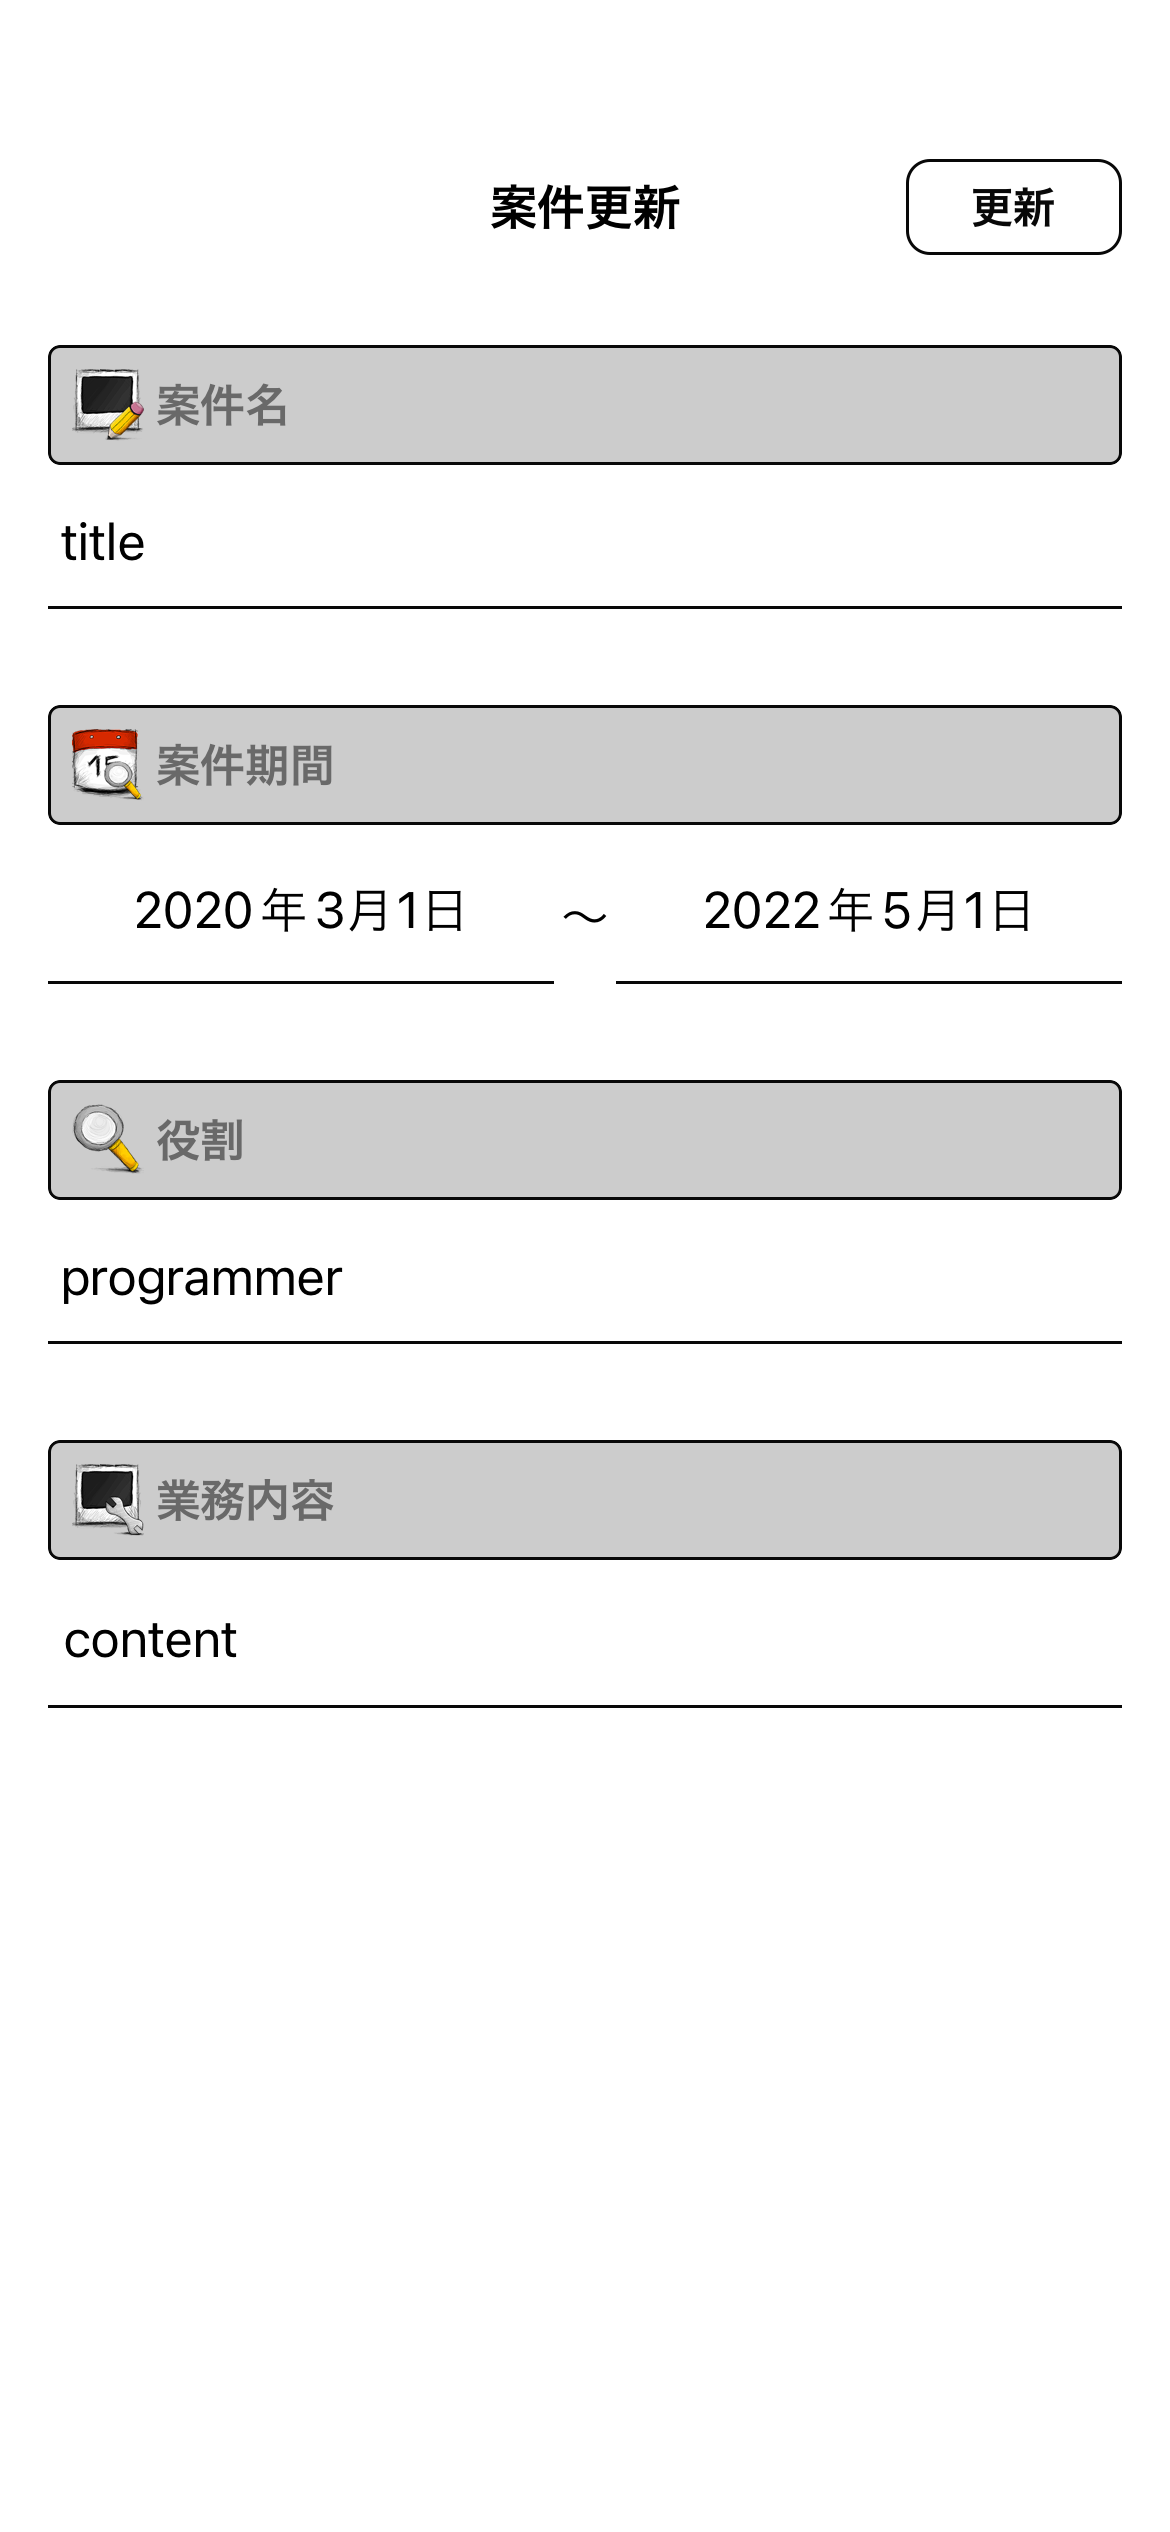 案件更新
更新
案件名
title
15
案件期間
2020年3月1日 〜 2022年5月1日
役割
programmer
業務内容
content